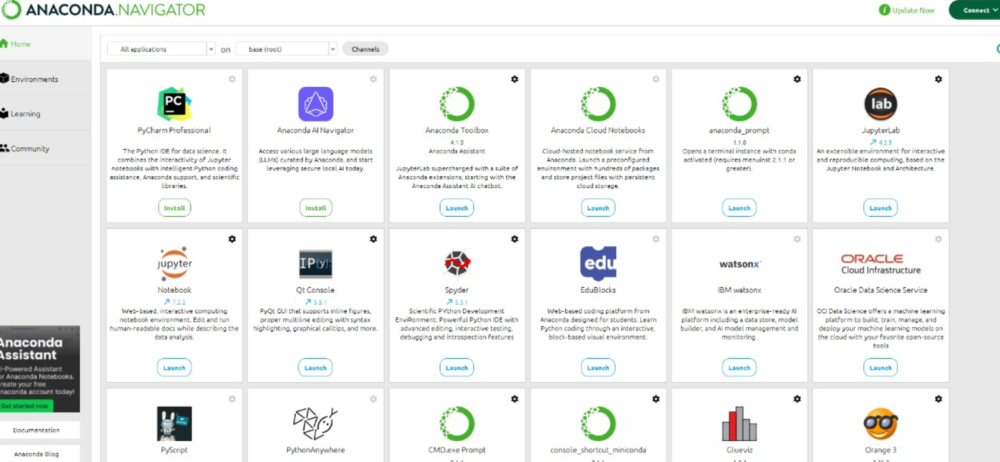 ANACONDA.NAVIGATOR
i Update Now
Connect
Home
Environments
Learning
Community
All applications
on
base (root)
Channels
PC
PyCharm Professional
The Python IDE for data science. It
combines the interactivity of Jupyter
notebooks with intelligent Python coding
assistance, Anaconda support, and scientific
libraries.
Install
Anaconda AI Navigator
Access various large language models
(LLMs) curated by Anaconda, and start
leveraging secure local AI today.
Install
Anaconda Toolbox
4.1.0
Anaconda Assistant
JupyterLab supercharged with a suite of
Anaconda extensions, starting with the
Anaconda Assistant AI chatbot.
Launch
Anaconda Cloud Notebooks
Cloud-hosted notebook service from
Anaconda. Launch a preconfigured
environment with hundreds of packages
and store project files with persistent
cloud storage.
Launch
anaconda_prompt
1.1.0
Opens a terminal instance with conda
activated (requires menuinst 2.1.1 or
greater).
Launch
lab
JupyterLab
4.2.5
An extensible environment for interactive
and reproducible computing, based on the
Jupyter Notebook and Architecture.
Launch
jupyter
Notebook
7.2.2
Web-based, interactive computing
notebook environment. Edit and run
human-readable docs while describing the
data analysis.
Launch
IP[y]:
Qt Console
5.5.1
PyQt GUI that supports inline figures,
proper multiline editing with syntax
highlighting, graphical calltips, and more.
Launch
Spyder
5.5.1
Scientific PYthon Development
EnviRonment. Powerful Python IDE with
advanced editing, interactive testing,
debugging and introspection features
Launch
edu
EduBlocks
Web-based coding platform from
Anaconda designed for students. Learn
Python coding through an interactive,
block-based visual environment.
Launch
watsonx
IBM watsonx
IBM watsonx is an enterprise-ready AI
platform including a data store, model
builder, and AI model management and
monitoring.
Launch
ORACLE
Cloud Infrastructure
Oracle Data Science Service
OCI Data Science offers a machine learning
platform to build, train, manage, and
deploy your machine learning models on
the cloud with your favorite open-source
tools
Launch
PyScript
PythonAnywhere
CMD.exe Prompt
console_shortcut_miniconda
Glueviz
Orange 3
Anaconda
Assistant
I-Powered Assistant
or Anaconda Notebooks.
reate your free
naconda account today!
Get started now
Documentation
Anaconda Blog